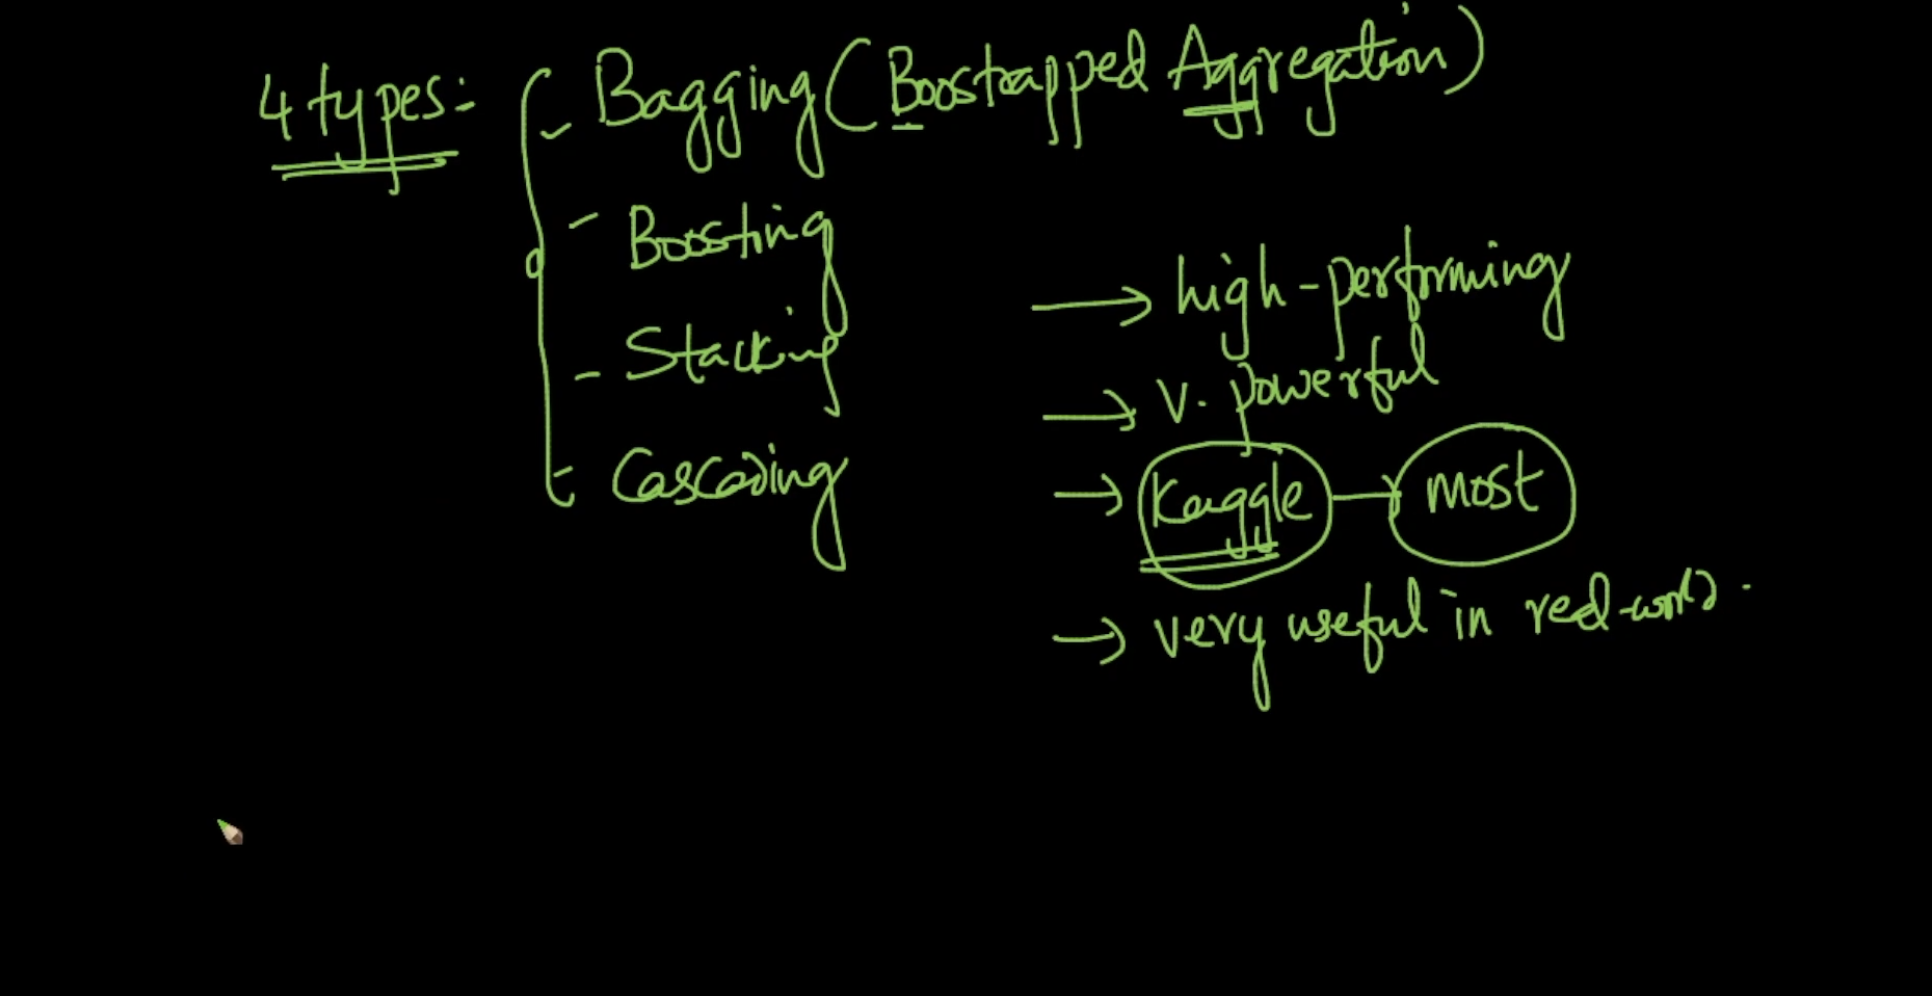 4 types:
- Bagging (Boostrapped Aggregation)
- Boosting
- Stacking
- Cascading
→ high-performing
→ v. powerful
→ Kaggle → most
→ very useful in real-world.